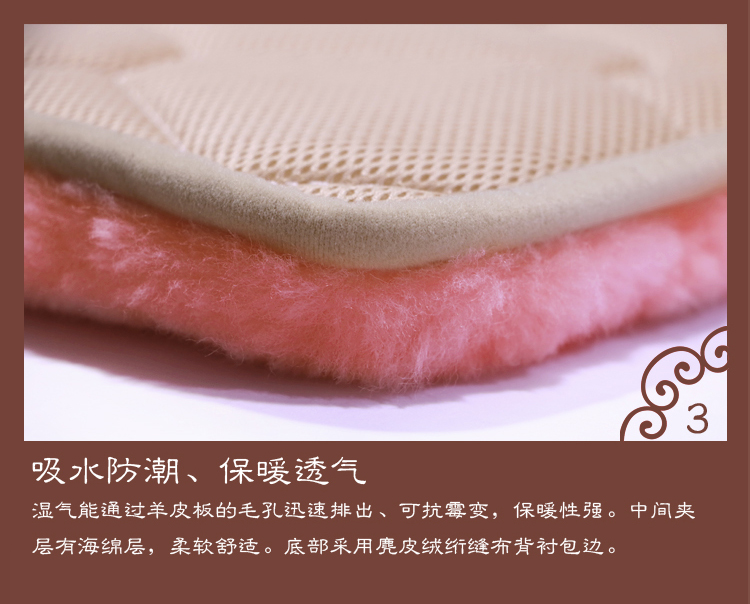 3
吸水防潮、保暖透气
湿气能通过羊皮板的毛孔迅速排出、可抗霉变，保暖性强。中间夹
层有海绵层，柔软舒适。底部采用麂皮绒绗缝布背衬包边。